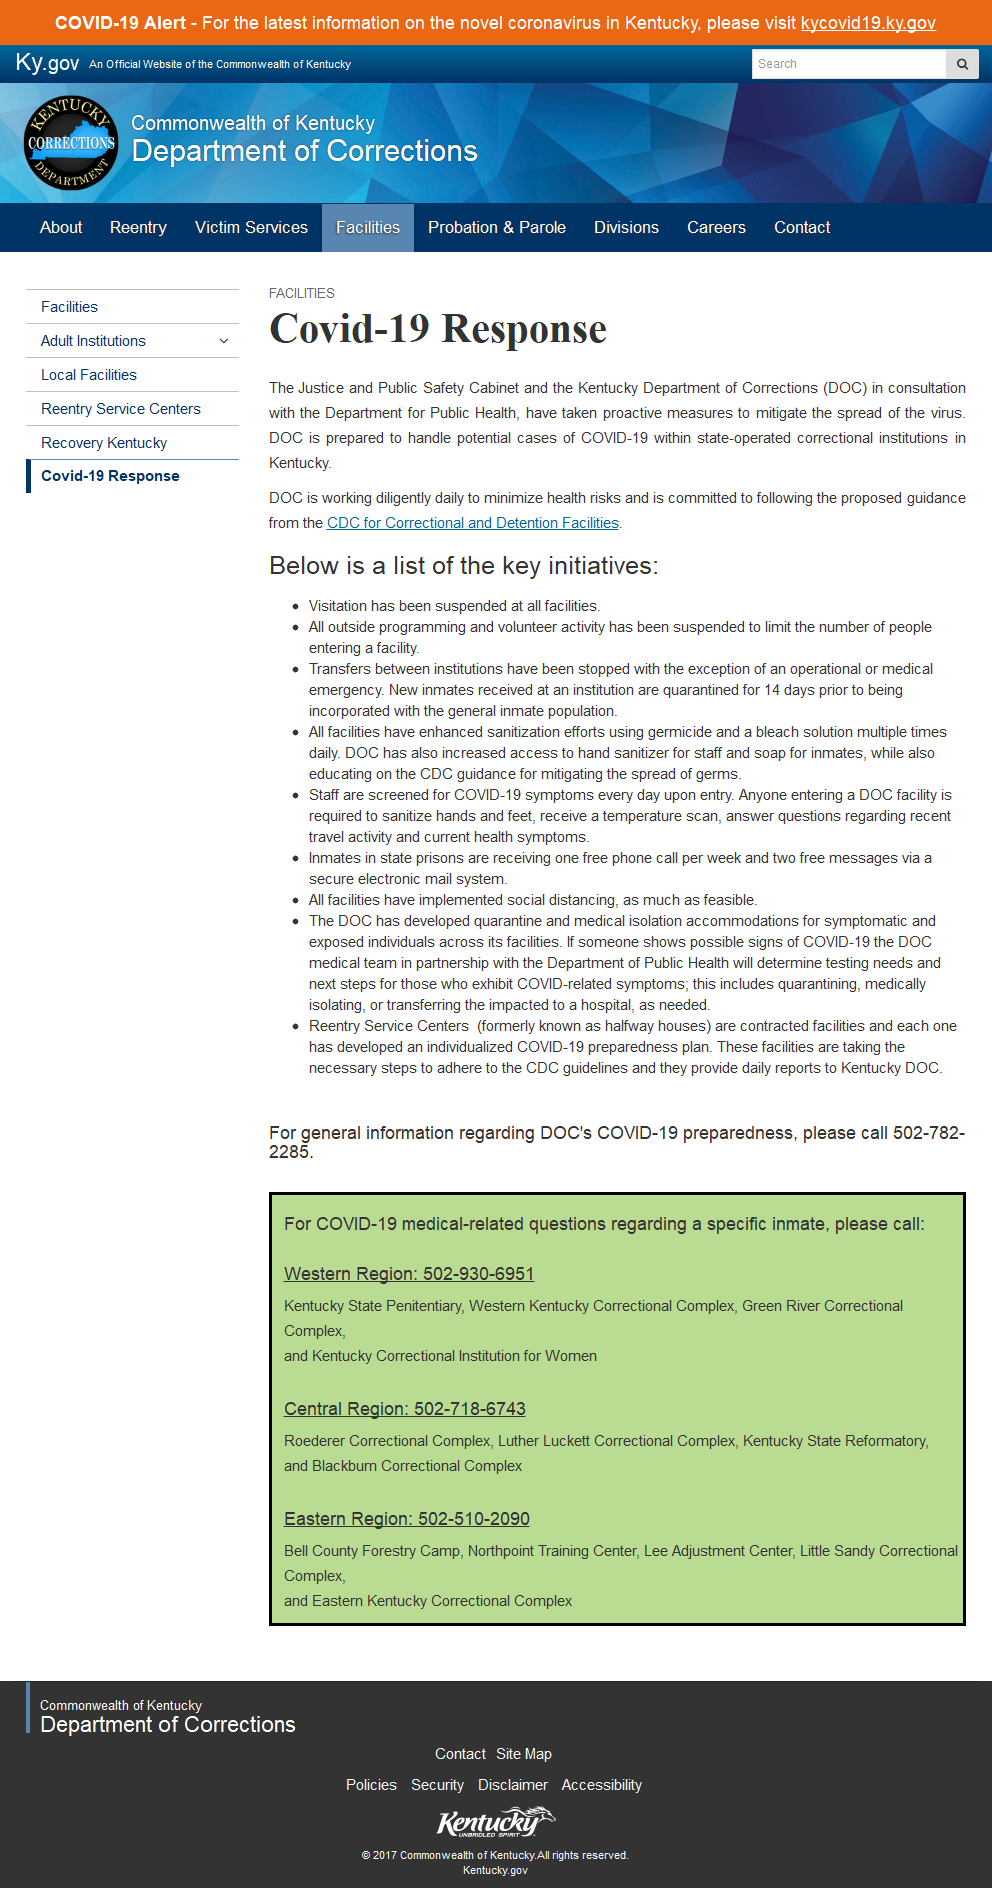 COVID-19 Alert - For the latest information on the novel coronavirus in Kentucky, please visit kycovid19.ky.gov
Ky.gov An Official Website of the Commonwealth of Kentucky
Search
KENTUCKY
CORRECTIONS
DEPARTMENT
Commonwealth of Kentucky
Department of Corrections
About Reentry Victim Services Facilities Probation & Parole Divisions Careers Contact
Facilities
Adult Institutions
Local Facilities
Reentry Service Centers
Recovery Kentucky
Covid-19 Response
FACILITIES
Covid-19 Response
The Justice and Public Safety Cabinet and the Kentucky Department of Corrections (DOC) in consultation
with the Department for Public Health, have taken proactive measures to mitigate the spread of the virus.
DOC is prepared to handle potential cases of COVID-19 within state-operated correctional institutions in
Kentucky.
DOC is working diligently daily to minimize health risks and is committed to following the proposed guidance
from the CDC for Correctional and Detention Facilities.
Below is a list of the key initiatives:
• Visitation has been suspended at all facilities.
• All outside programming and volunteer activity has been suspended to limit the number of people
entering a facility.
• Transfers between institutions have been stopped with the exception of an operational or medical
emergency. New inmates received at an institution are quarantined for 14 days prior to being
incorporated with the general inmate population.
• All facilities have enhanced sanitization efforts using germicide and a bleach solution multiple times
daily. DOC has also increased access to hand sanitizer for staff and soap for inmates, while also
educating on the CDC guidance for mitigating the spread of germs.
• Staff are screened for COVID-19 symptoms every day upon entry. Anyone entering a DOC facility is
required to sanitize hands and feet, receive a temperature scan, answer questions regarding recent
travel activity and current health symptoms.
• Inmates in state prisons are receiving one free phone call per week and two free messages via a
secure electronic mail system.
• All facilities have implemented social distancing, as much as feasible.
• The DOC has developed quarantine and medical isolation accommodations for symptomatic and
exposed individuals across its facilities. If someone shows possible signs of COVID-19 the DOC
medical team in partnership with the Department of Public Health will determine testing needs and
next steps for those who exhibit COVID-related symptoms; this includes quarantining, medically
isolating, or transferring the impacted to a hospital, as needed.
• Reentry Service Centers (formerly known as halfway houses) are contracted facilities and each one
has developed an individualized COVID-19 preparedness plan. These facilities are taking the
necessary steps to adhere to the CDC guidelines and they provide daily reports to Kentucky DOC.
For general information regarding DOC's COVID-19 preparedness, please call 502-782-
2285.
For COVID-19 medical-related questions regarding a specific inmate, please call:
Western Region: 502-930-6951
Kentucky State Penitentiary, Western Kentucky Correctional Complex, Green River Correctional
Complex,
and Kentucky Correctional Institution for Women
Central Region: 502-718-6743
Roederer Correctional Complex, Luther Luckett Correctional Complex, Kentucky State Reformatory,
and Blackburn Correctional Complex
Eastern Region: 502-510-2090
Bell County Forestry Camp, Northpoint Training Center, Lee Adjustment Center, Little Sandy Correctional
Complex,
and Eastern Kentucky Correctional Complex
Commonwealth of Kentucky
Department of Corrections
Contact Site Map
Policies Security Disclaimer Accessibility
Kentucky
UNBRIDLED SPIRIT
© 2017 Commonwealth of Kentucky.All rights reserved.
Kentucky.gov